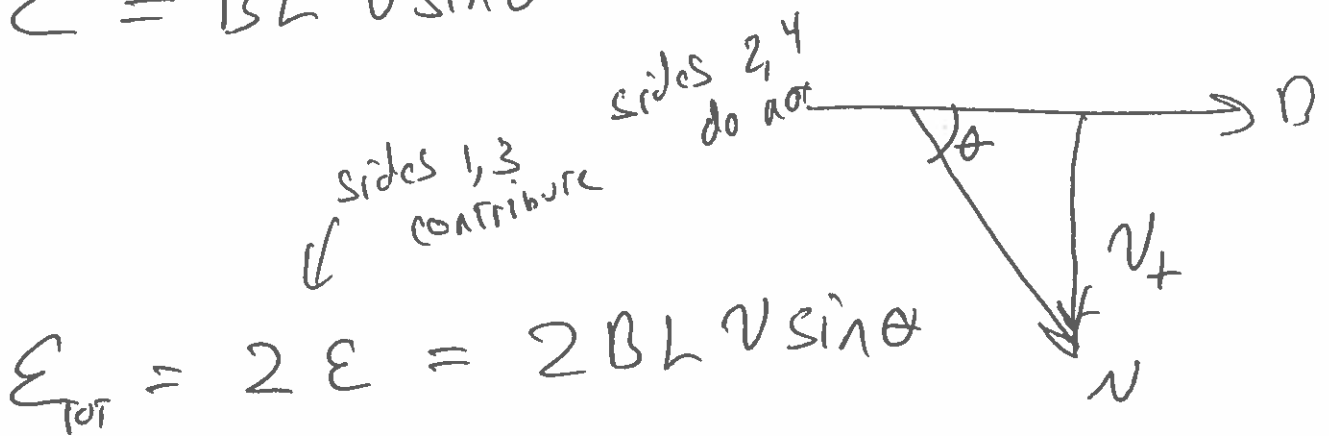 ε = BL v sinθ
sides 2,4
do not
B
θ
sides 1,3
contribute
v⊥
ε_TOT = 2ε = 2BLv sinθ
v